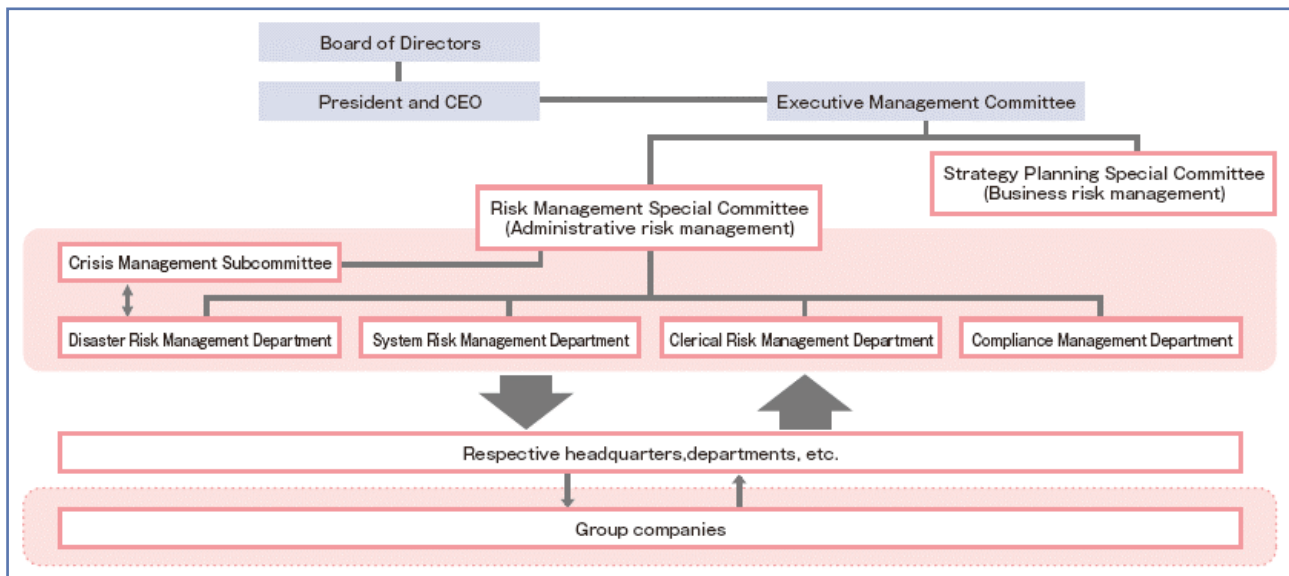 Board of Directors
President and CEO
Executive Management Committee
Strategy Planning Special Committee
(Business risk management)
Risk Management Special Committee
(Administrative risk management)
Crisis Management Subcommittee
Disaster Risk Management Department
System Risk Management Department
Clerical Risk Management Department
Compliance Management Department
Respective headquarters,departments, etc.
Group companies